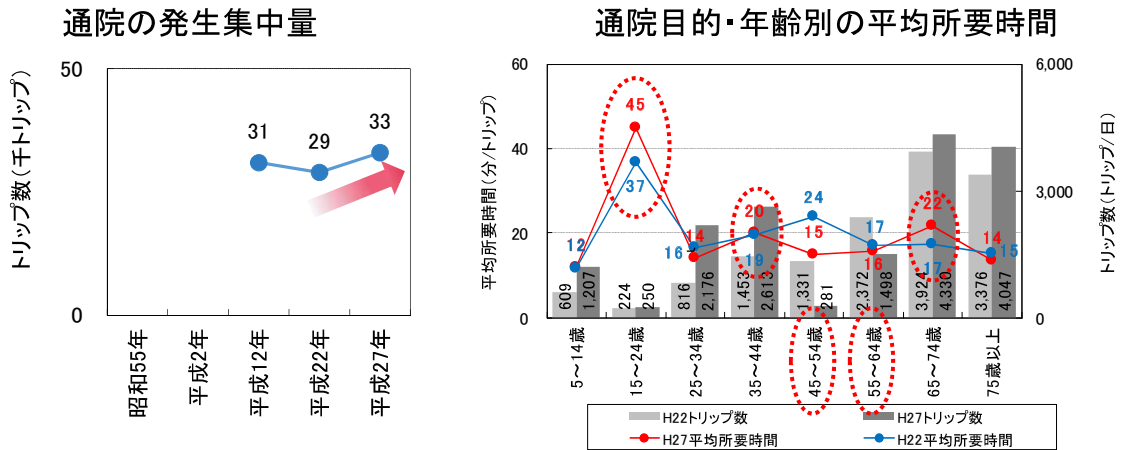 通院の発生集中量
トリップ数(千トリップ)
50
0
31
29
33
昭和55年
平成2年
平成12年
平成22年
平成27年
通院目的・年齢別の平均所要時間
平均所要時間(分/トリップ)
60
40
20
0
6,000
3,000
0
トリップ数(トリップ/日)
12
45
37
14
16
20
19
24
15
17
16
22
17
14
15
609
1,207
224
250
816
2,176
1,453
2,613
1,331
281
2,372
1,498
3,924
4,330
3,376
4,047
5~14歳
15~24歳
25~34歳
35~44歳
45~54歳
55~64歳
65~74歳
75歳以上
H22トリップ数
H27トリップ数
H27平均所要時間
H22平均所要時間